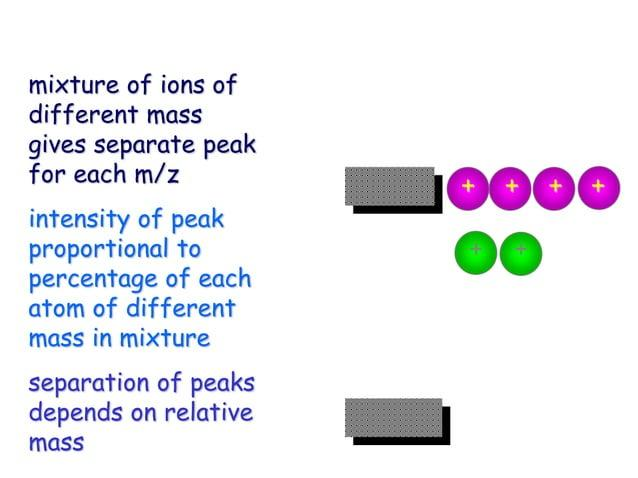 mixture of ions of
different mass
gives separate peak
for each m/z
intensity of peak
proportional to
percentage of each
atom of different
mass in mixture
separation of peaks
depends on relative
mass
+ + + +
+ +